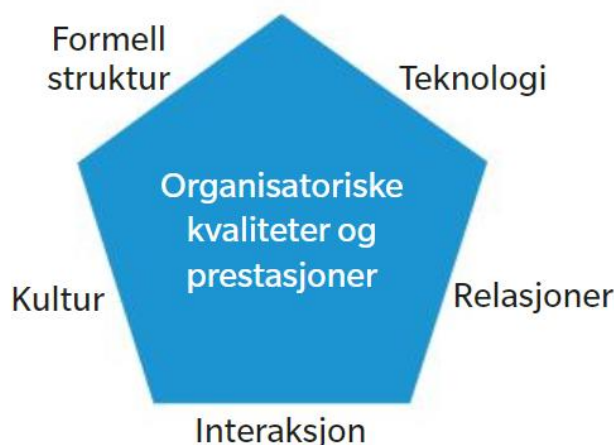 Formell
struktur
Teknologi
Organisatoriske
kvaliteter og
prestasjoner
Kultur
Relasjoner
Interaksjon